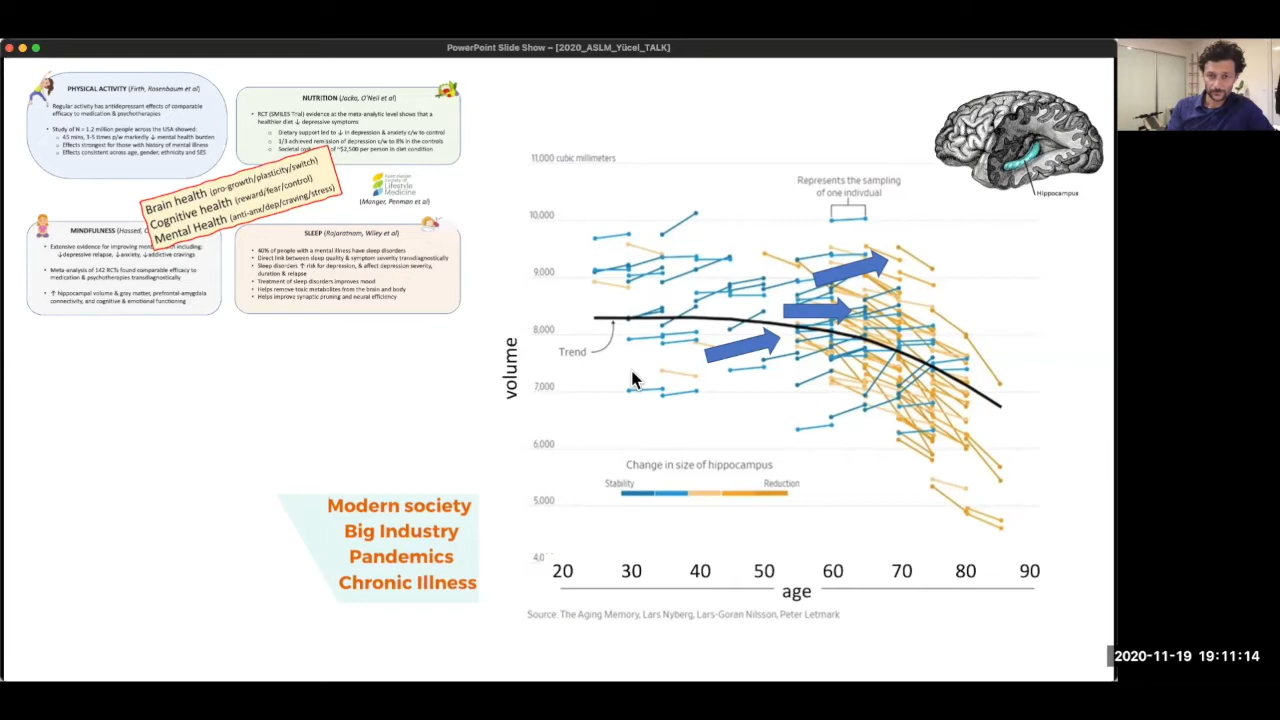 PowerPoint Slide Show – [2020_ASLM_Yücel_TALK]
PHYSICAL ACTIVITY (Firth, Rosenbaum et al)
Regular activity has antidepressant effects of comparable
efficacy to medication & psychotherapies
Study of N = 1.2 million people across the USA showed:
45 mins, 3-5 times p/w markedly ↓ mental health burden
Effects strongest for those with history of mental illness
Effects consistent across age, gender, ethnicity and SES
NUTRITION (Jacka, O'Neil et al)
RCT (SMILES Trial) evidence at the meta-analytic level shows that a
healthier diet ↓ depressive symptoms
Dietary support led to ↓ in depression & anxiety c/w to control
1/3 achieved remission of depression c/w to 8% in the controls
Societal ~$2,500 per person in diet condition
Brain health (pro-growth/plasticity/switch)
Cognitive health (reward/fear/control)
Mental Health (anti-anx/dep/craving/stress)
Australasian
Society of
Lifestyle
Medicine
(Manger, Penman et al)
MINDFULNESS (Hassed,
Extensive evidence for improving including:
↓depressive relapse, ↓anxiety, ↓addictive cravings
Meta-analysis of 142 RCTs found comparable efficacy to
medication & psychotherapies transdiagnostically
↑ hippocampal volume & grey matter, prefrontal-amygdala
connectivity, and cognitive & emotional functioning
SLEEP (Rajaratnam, Wiley et al)
40% of people with a mental illness have sleep disorders
Direct link between sleep quality & symptom severity transdiagnostically
Sleep disorders ↑ risk for depression, & affect depression severity,
duration & relapse
Treatment of sleep disorders improves mood
Helps remove toxic metabolites from the brain and body
Helps improve synaptic pruning and neural efficiency
Modern society
Big Industry
Pandemics
Chronic Illness
11,000 cubic millimeters
10,000
9,000
8,000
7,000
6,000
5,000
4,0
volume
Represents the sampling
of one indivdual
Hippocampus
Trend
Change in size of hippocampus
Stability
Reduction
20 30 40 50 60 70 80 90
age
Source: The Aging Memory, Lars Nyberg, Lars-Goran Nilsson, Peter Letmark
2020-11-19 19:11:14